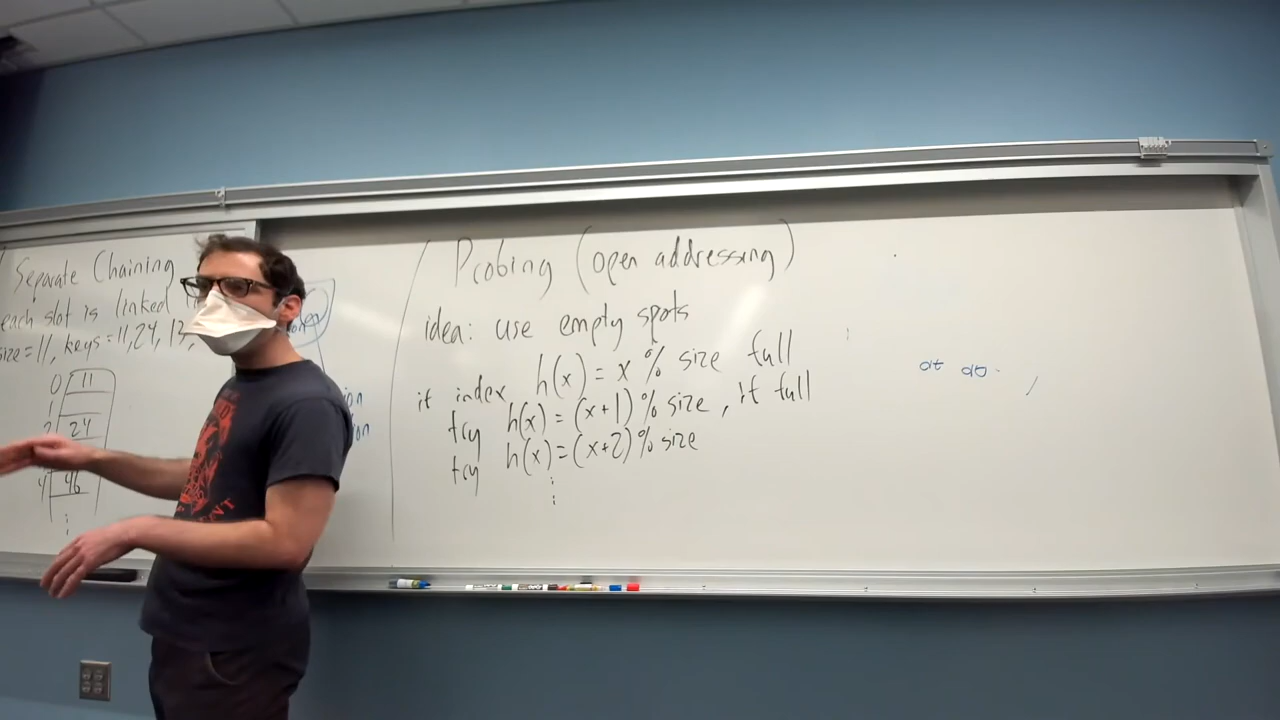 Separate Chaining
each slot is linked
size=11, keys=11,24,13,
0 11
1
2 24
4 46
⋮
Probing (open addressing)
idea: use empty spots
if index h(x) = x % size full
try h(x) = (x+1) % size, if full
try h(x) = (x+2) % size
⋮